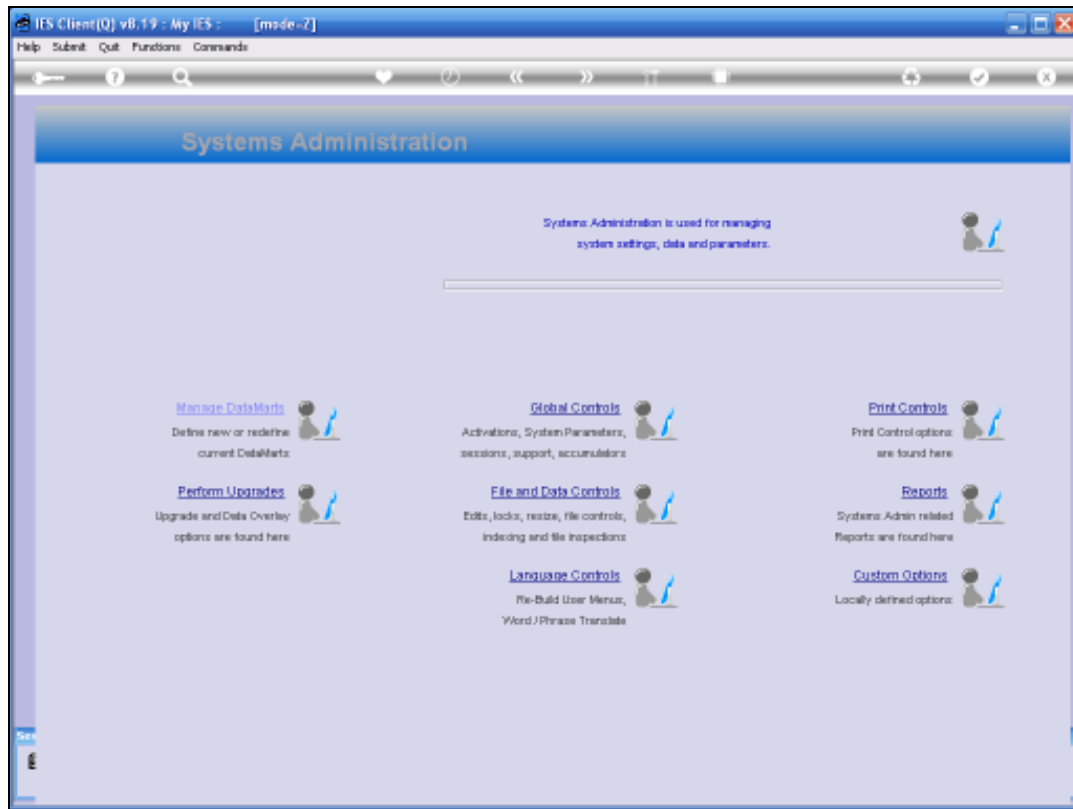 IES Client(Q) v8.19 : My IES : [mode=Z]
Help Submit Quit Functions Commands
Systems Administration
Systems Administration is used for managing
system settings, data and parameters.
Manage DataMarts
Define new or redefine
current DataMarts
Global Controls
Activations, System Parameters,
sessions, support, accumulators
Print Controls
Print Control options
are found here
Perform Upgrades
Upgrade and Data Overlay
options are found here
File and Data Controls
Edits, locks, resize, file controls,
indexing and file inspections
Reports
Systems Admin related
Reports are found here
Language Controls
Re-Build User Menus,
Word / Phrase Translate
Custom Options
Locally defined options